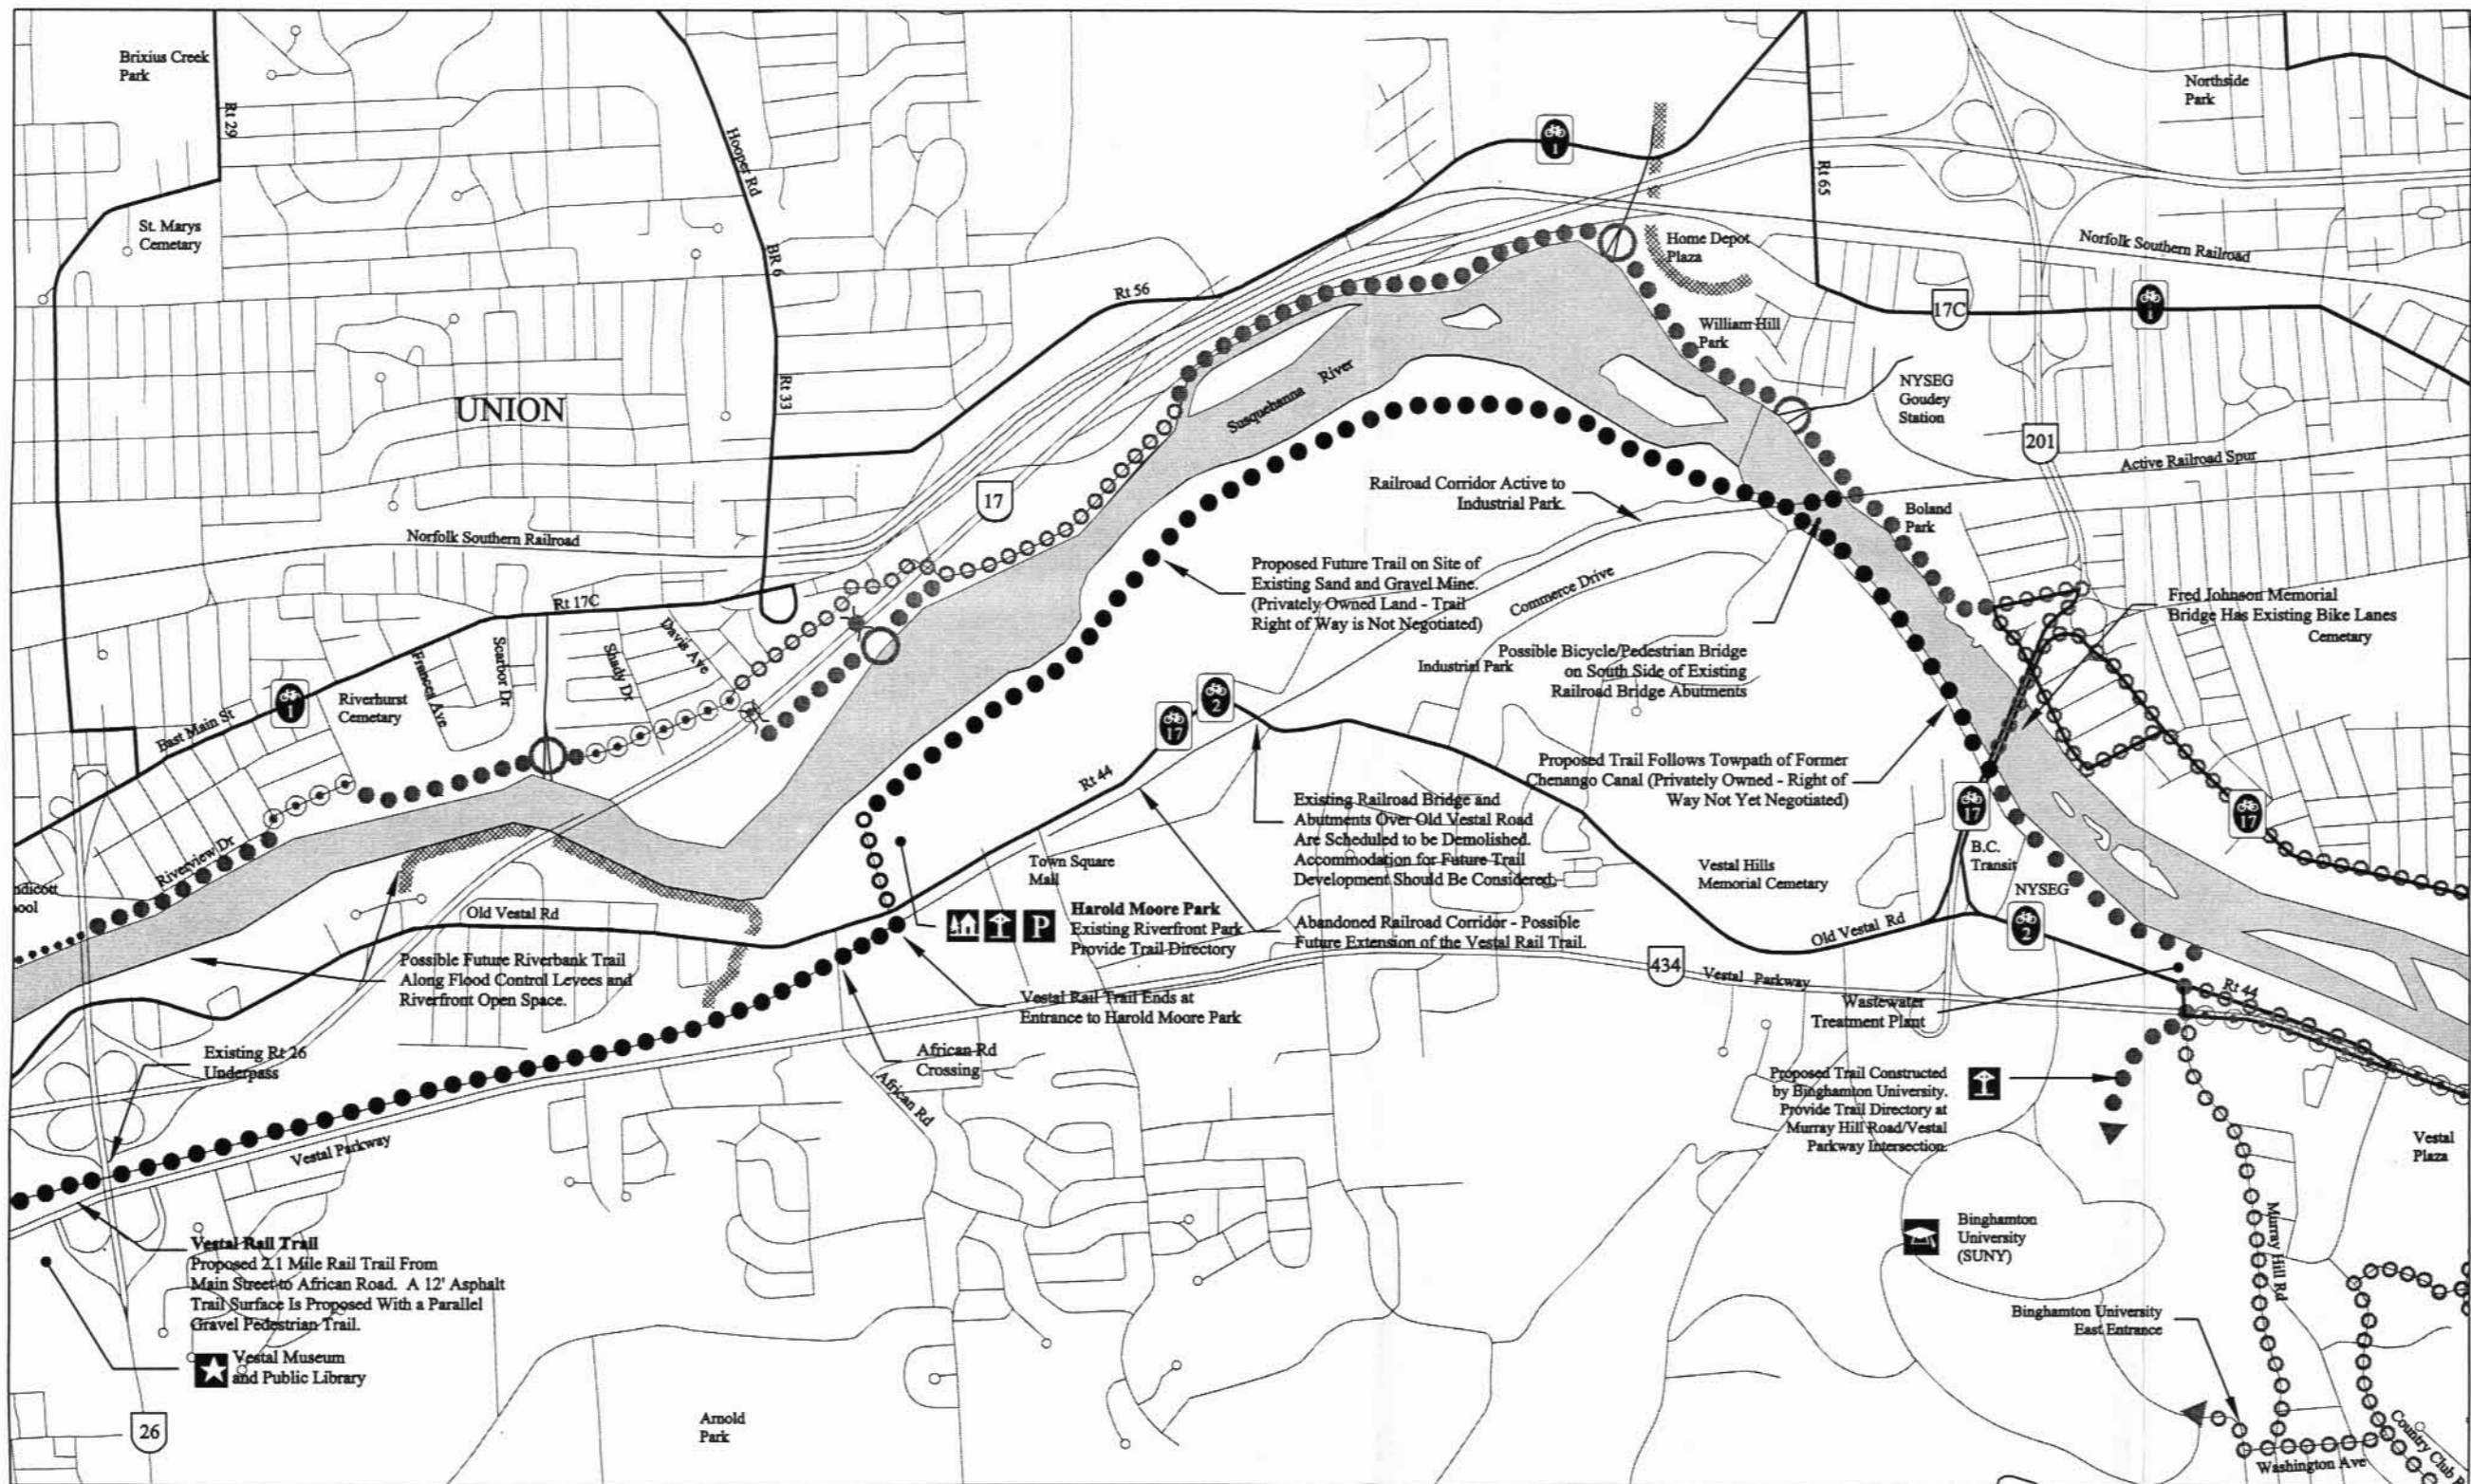 Brixius Creek
Park
Rt 29
Hooper Rd
1
Rt 65
Northside
Park
St. Marys
Cemetary
BR 6
Home Depot
Plaza
Norfolk Southern Railroad
Rt 56
17C
1
William Hill
Park
Rt 33
UNION
Susquehanna River
NYSEG
Goudey
Station
201
Active Railroad Spur
17
Railroad Corridor Active to
Industrial Park.
Boland
Park
Norfolk Southern Railroad
Proposed Future Trail on Site of
Existing Sand and Gravel Mine.
(Privately Owned Land - Trail
Right of Way is Not Negotiated)
Commerce Drive
Fred Johnson Memorial
Bridge Has Existing Bike Lanes
Cemetary
Rt 17C
Davis Ave
Shady Dr
Scarbor Dr
Frances Ave
Industrial Park
Possible Bicycle/Pedestrian Bridge
on South Side of Existing
Railroad Bridge Abutments
1
Riverhurst
Cemetary
East Main St
2
17
Rt 44
Proposed Trail Follows Towpath of Former
Chenango Canal (Privately Owned - Right of
Way Not Yet Negotiated)
17
17
Existing Railroad Bridge and
Abutments Over Old Vestal Road
Are Scheduled to be Demolished.
Accommodation for Future Trail
Development Should Be Considered.
Riverview Dr
ndicott
ool
Town Square
Mall
Vestal Hills
Memorial Cemetary
B.C.
Transit
NYSEG
Old Vestal Rd
P
Harold Moore Park
Existing Riverfront Park
Provide Trail Directory
Abandoned Railroad Corridor - Possible
Future Extension of the Vestal Rail Trail.
Old Vestal Rd
2
Possible Future Riverbank Trail
Along Flood Control Levees and
Riverfront Open Space.
434
Vestal Parkway
Rt 44
Vestal Rail Trail Ends at
Entrance to Harold Moore Park
Wastewater
Treatment Plant
Existing Rt 26
Underpass
African Rd
Crossing
African Rd
Proposed Trail Constructed
by Binghamton University.
Provide Trail Directory at
Murray Hill Road/Vestal
Parkway Intersection.
Vestal Parkway
Vestal
Plaza
Vestal Rail Trail
Proposed 2.1 Mile Rail Trail From
Main Street to African Road. A 12' Asphalt
Trail Surface Is Proposed With a Parallel
Gravel Pedestrian Trail.
Binghamton
University
(SUNY)
Murray Hill Rd
Binghamton University
East Entrance
Vestal Museum
and Public Library
26
Arnold
Park
Country Club R
Washington Ave